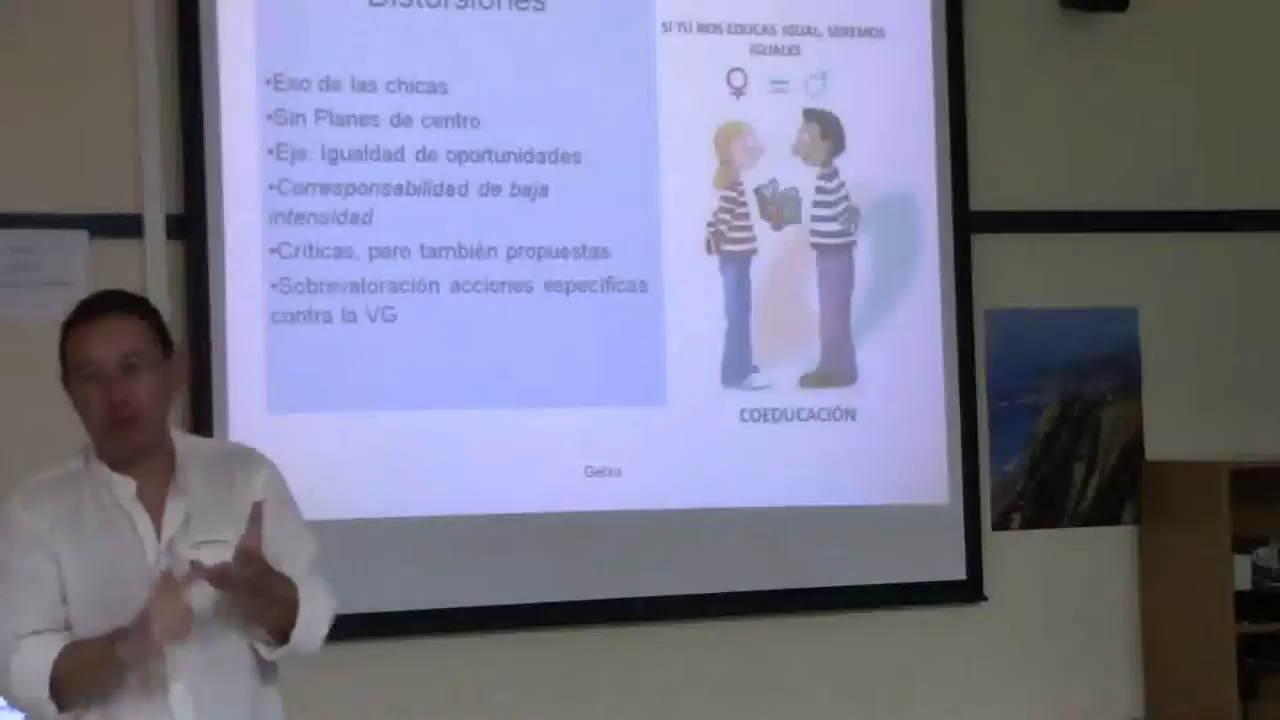 Distorsiones
•Eso de las chicas
•Sin Planes de centro
•Eje: Igualdad de oportunidades
•Corresponsabilidad de baja
intensidad
•Críticas, pero también propuestas
•Sobrevaloración acciones específicas
contra la VG
SI TÚ NOS EDUCAS IGUAL, SEREMOS
IGUALES
♀ = ♂
COEDUCACIÓN
Getxo